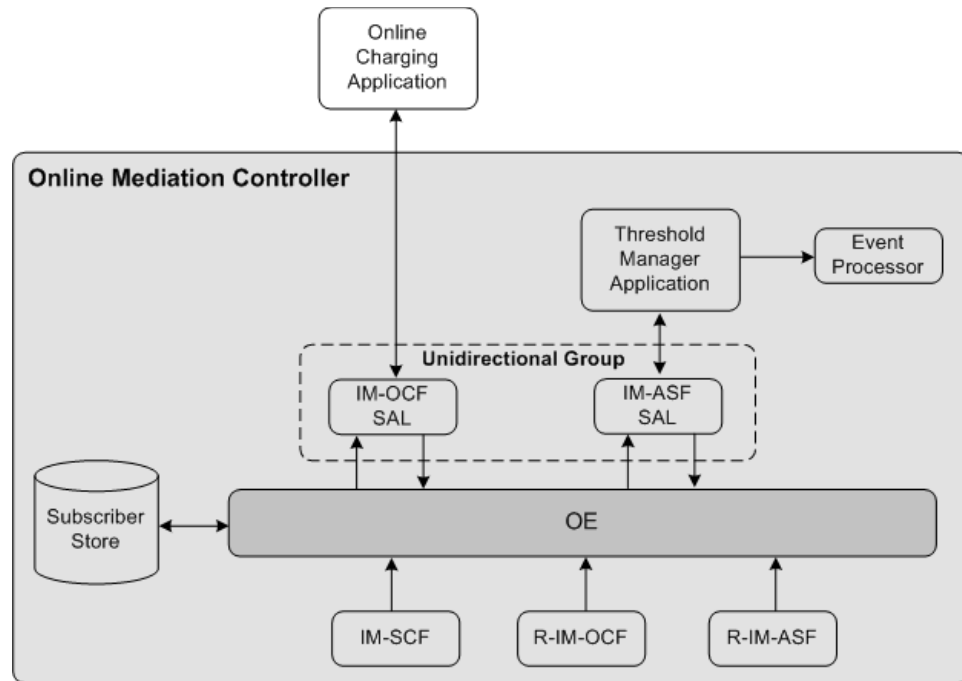 Online
Charging
Application
Online Mediation Controller
Threshold
Manager
Application
Event
Processor
Unidirectional Group
IM-OCF
SAL
IM-ASF
SAL
Subscriber
Store
OE
IM-SCF
R-IM-OCF
R-IM-ASF